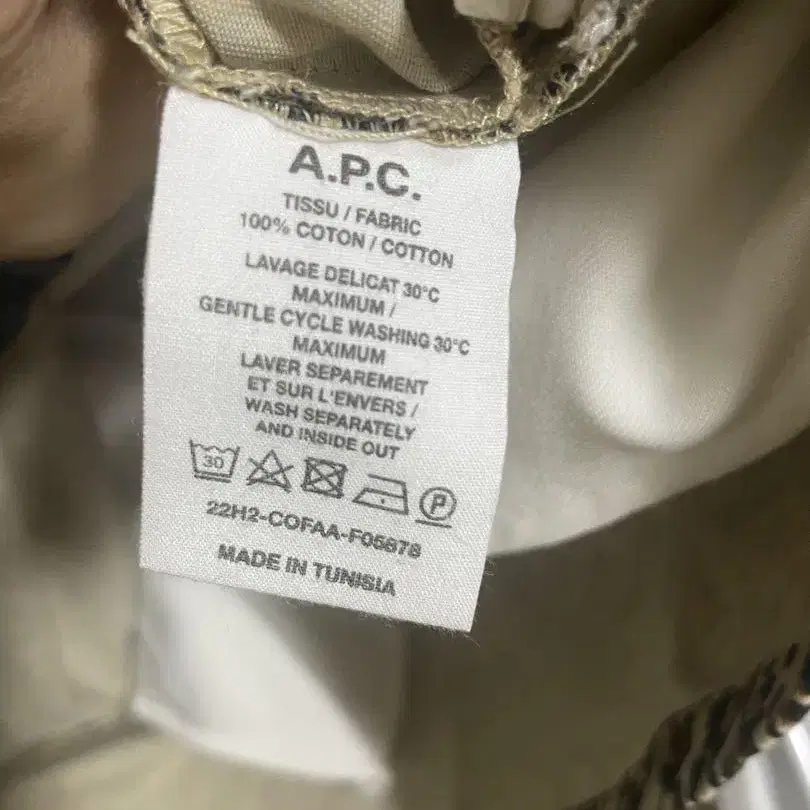 A.P.C.
TISSU / FABRIC
100% COTON / COTTON
LAVAGE DELICAT 30°C
MAXIMUM /
GENTLE CYCLE WASHING 30°C
MAXIMUM
LAVER SEPAREMENT
ET SUR L'ENVERS /
WASH SEPARATELY
AND INSIDE OUT
30 P
22H2-COFAA-F05878
MADE IN TUNISIA